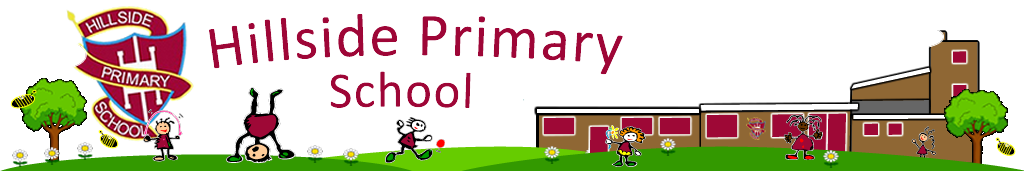 HILLSIDE
PRIMARY
SCHOOL
Hillside Primary
School